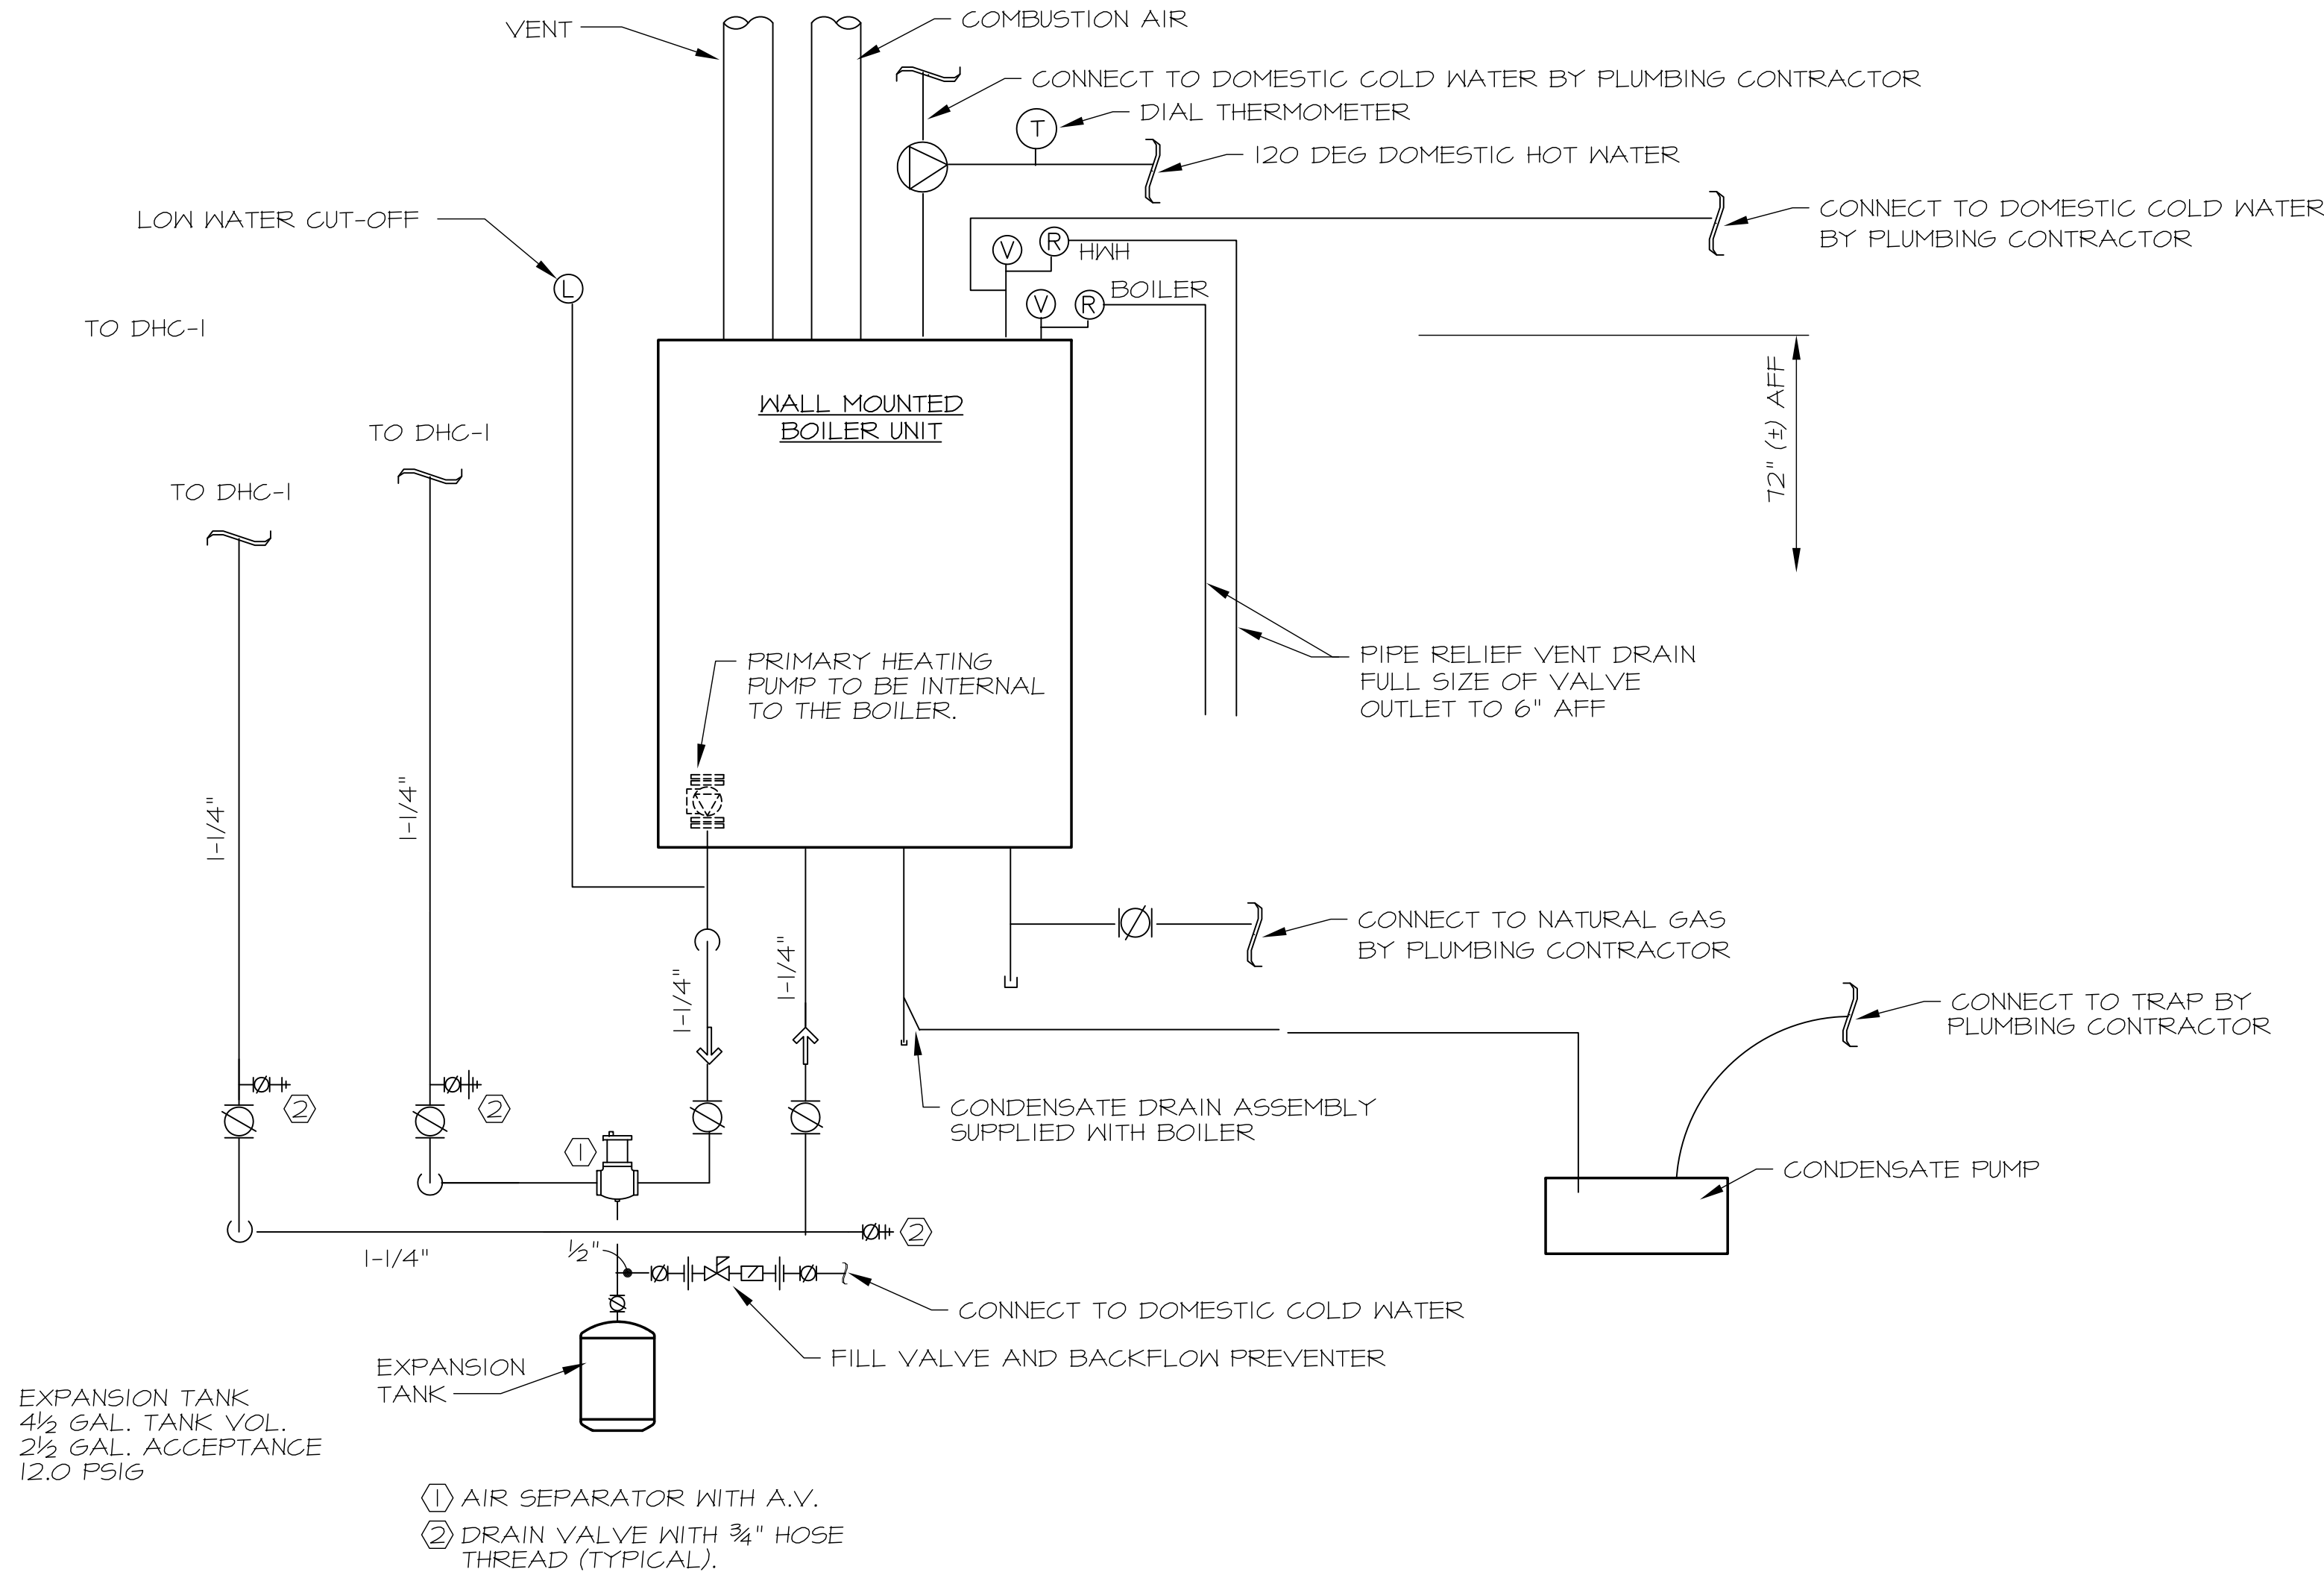 VENT
COMBUSTION AIR
CONNECT TO DOMESTIC COLD WATER BY PLUMBING CONTRACTOR
DIAL THERMOMETER
T
120 DEG DOMESTIC HOT WATER
LOW WATER CUT-OFF
L
CONNECT TO DOMESTIC COLD WATER
BY PLUMBING CONTRACTOR
V
R
HWH
V
R
BOILER
TO DHC-1
TO DHC-1
TO DHC-1
WALL MOUNTED
BOILER UNIT
72" (±) AFF
PRIMARY HEATING
PUMP TO BE INTERNAL
TO THE BOILER.
PIPE RELIEF VENT DRAIN
FULL SIZE OF VALVE
OUTLET TO 6" AFF
1-1/4"
1-1/4"
1-1/4"
1-1/4"
CONNECT TO NATURAL GAS
BY PLUMBING CONTRACTOR
CONNECT TO TRAP BY
PLUMBING CONTRACTOR
2
2
CONDENSATE DRAIN ASSEMBLY
SUPPLIED WITH BOILER
1
CONDENSATE PUMP
2
1-1/4"
½"
CONNECT TO DOMESTIC COLD WATER
FILL VALVE AND BACKFLOW PREVENTER
EXPANSION
TANK
EXPANSION TANK
4½ GAL. TANK VOL.
2½ GAL. ACCEPTANCE
12.0 PSIG
1 AIR SEPARATOR WITH A.V.
2 DRAIN VALVE WITH ¾" HOSE
THREAD (TYPICAL).